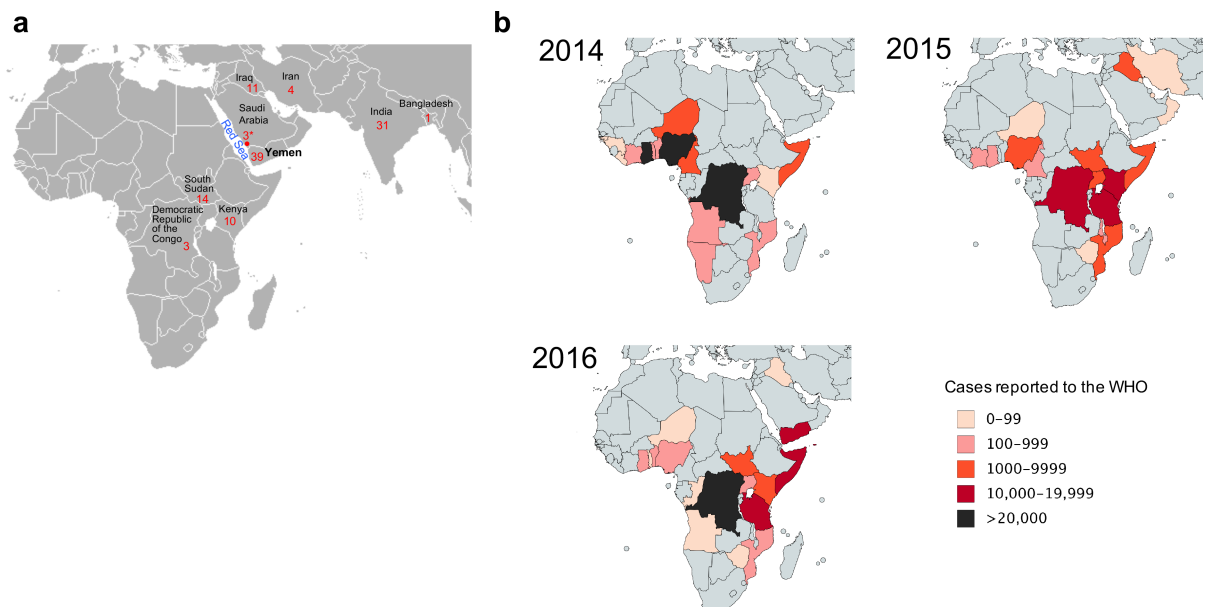 a
Iraq
11
Iran
4
Saudi
Arabia
3*
Red Sea
39
Yemen
India
31
Bangladesh
1
South
Sudan
14
Kenya
10
Democratic
Republic
of the
Congo
3
b
2014
2015
2016
Cases reported to the WHO
0–99
100–999
1000–9999
10,000–19,999
>20,000